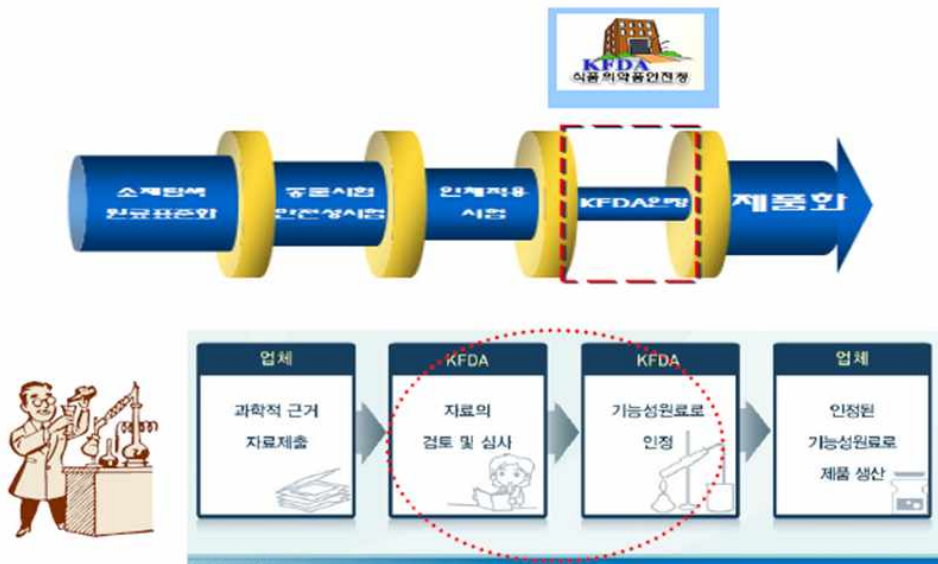 KFDA
식품의약품안전청
소재탐색
원료표준화
동물시험
안전성시험
인체적용
시험
KFDA인정
제품화
업체
과학적 근거
자료제출
KFDA
자료의
검토 및 심사
KFDA
기능성원료로
인정
업체
인정된
기능성원료로
제품 생산